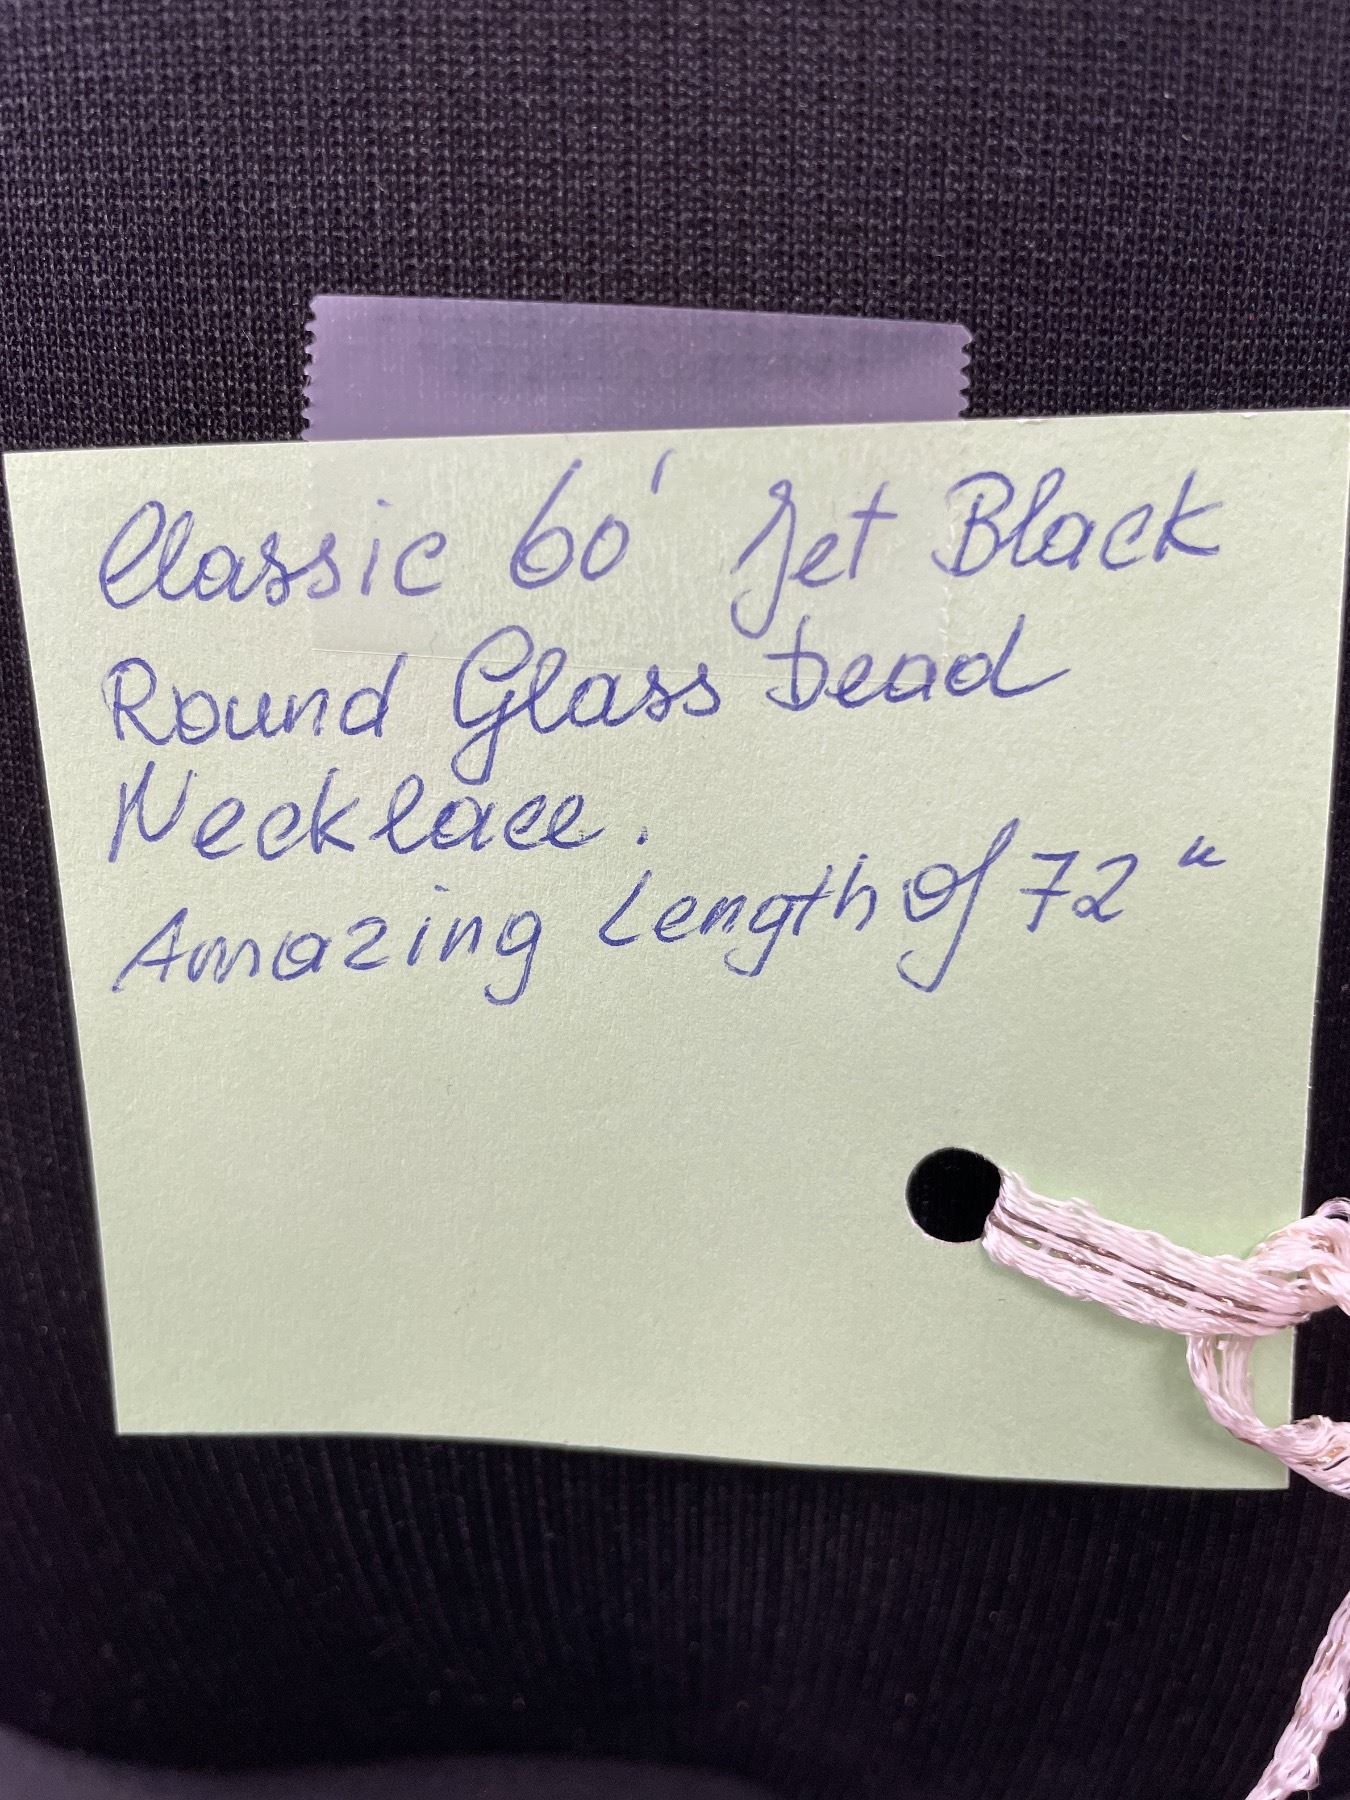 Classic 60' Jet Black
Round Glass bead
Necklace.
Amazing Length of 72"